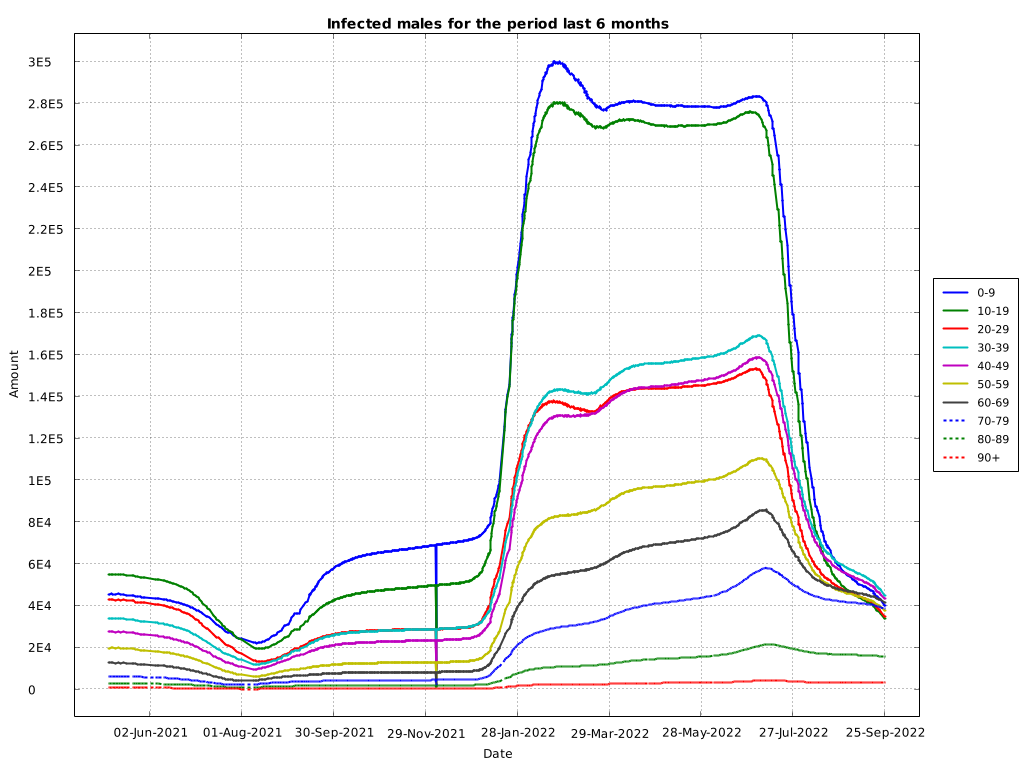 Infected males for the period last 6 months
3E5
2.8E5
2.6E5
2.4E5
2.2E5
2E5
1.8E5
1.6E5
1.4E5
1.2E5
1E5
8E4
6E4
4E4
2E4
0
Amount
02-Jun-2021 01-Aug-2021 30-Sep-2021 29-Nov-2021 28-Jan-2022 29-Mar-2022 28-May-2022 27-Jul-2022 25-Sep-2022
Date
0-9
10-19
20-29
30-39
40-49
50-59
60-69
70-79
80-89
90+